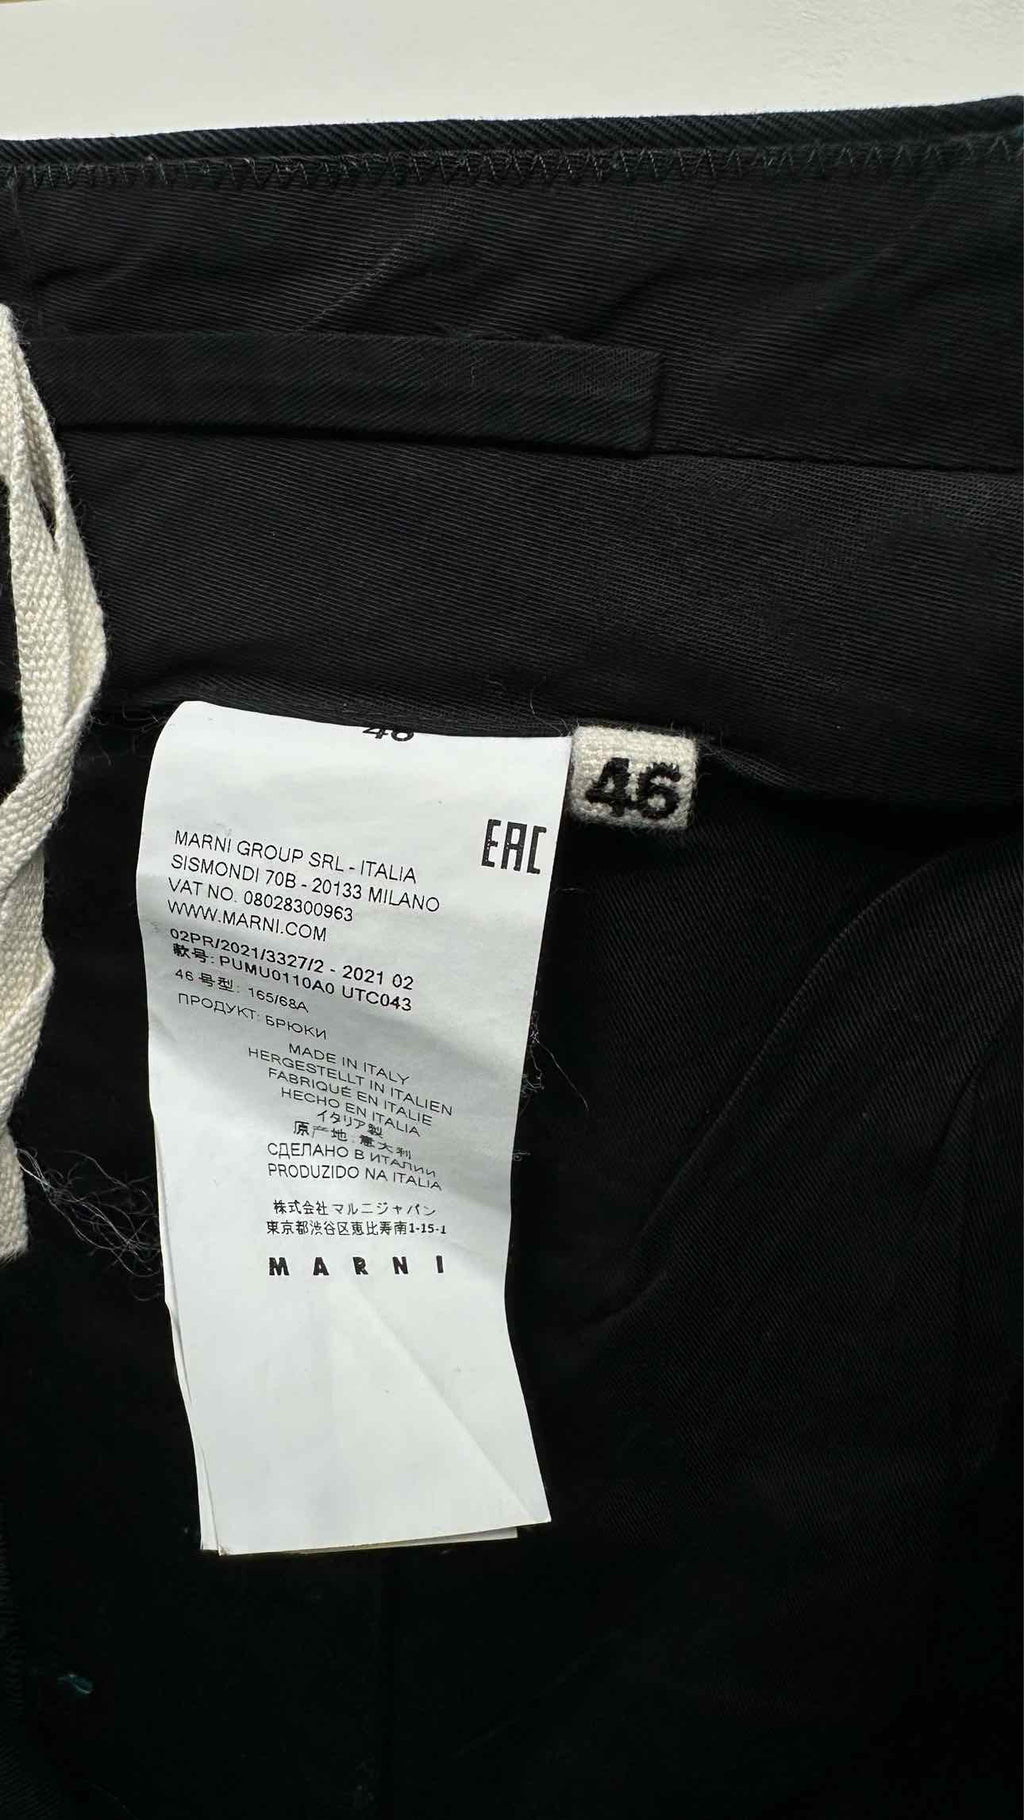 46
46
EAC
MARNI GROUP SRL - ITALIA
SISMONDI 70B - 20133 MILANO
VAT NO. 08028300963
WWW.MARNI.COM
02PR/2021/3327/2 - 2021 02
款号: PUMU0110A0 UTC043
46 号型: 165/68A
ПРОДУКТ: БРЮКИ
MADE IN ITALY
HERGESTELLT IN ITALIEN
FABRIQUÉ EN ITALIE
HECHO EN ITALIA
イタリア製
原产地: 意大利
СДЕЛАНО В ИТАЛИИ
PRODUZIDO NA ITALIA
株式会社マルニジャパン
東京都渋谷区恵比寿南1-15-1
MARNI